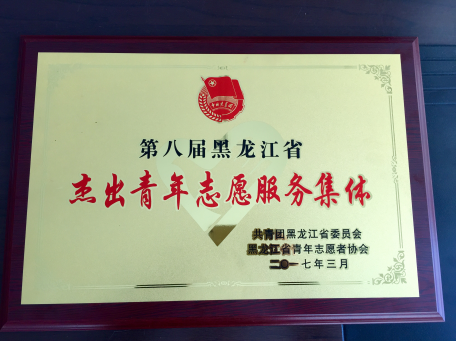 第八届黑龙江省
杰出青年志愿服务集体
共青团黑龙江省委员会
黑龙江省青年志愿者协会
二〇一七年三月